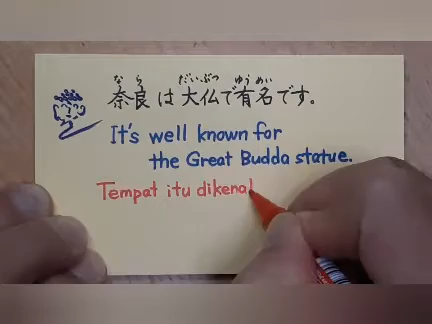 なら だいぶつ ゆうめい
奈良は大仏で有名です。
It's well known for
the Great Budda statue.
Tempat itu dikenal